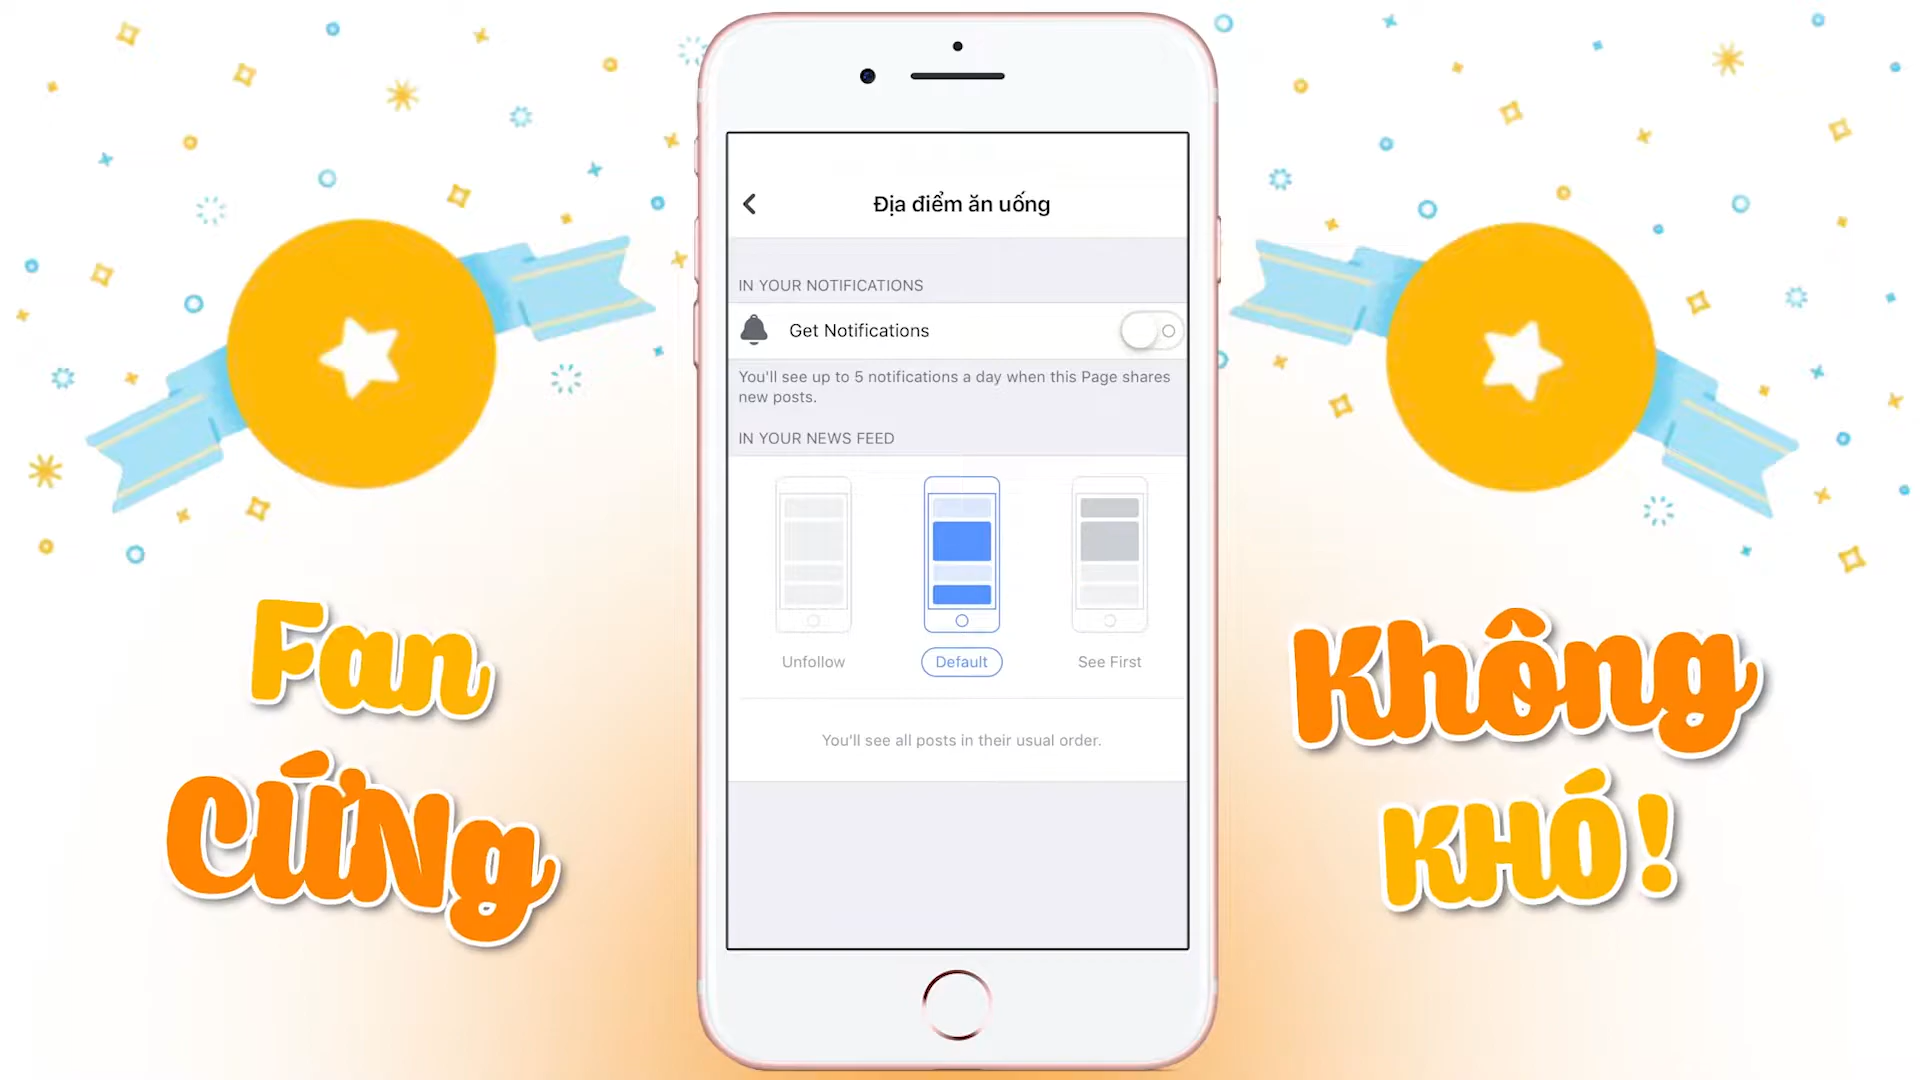 Địa điểm ăn uống
IN YOUR NOTIFICATIONS
Get Notifications
You'll see up to 5 notifications a day when this Page shares
new posts.
IN YOUR NEWS FEED
Unfollow
Default
See First
You'll see all posts in their usual order.
Fan
CỨNg
Không
KHÓ!